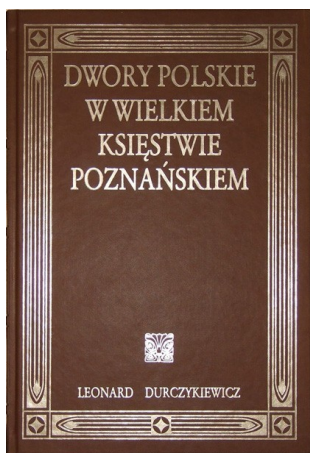 DWORY POLSKIE
W WIELKIEM
KSIĘSTWIE
POZNAŃSKIEM
LEONARD DURCZYKIEWICZ